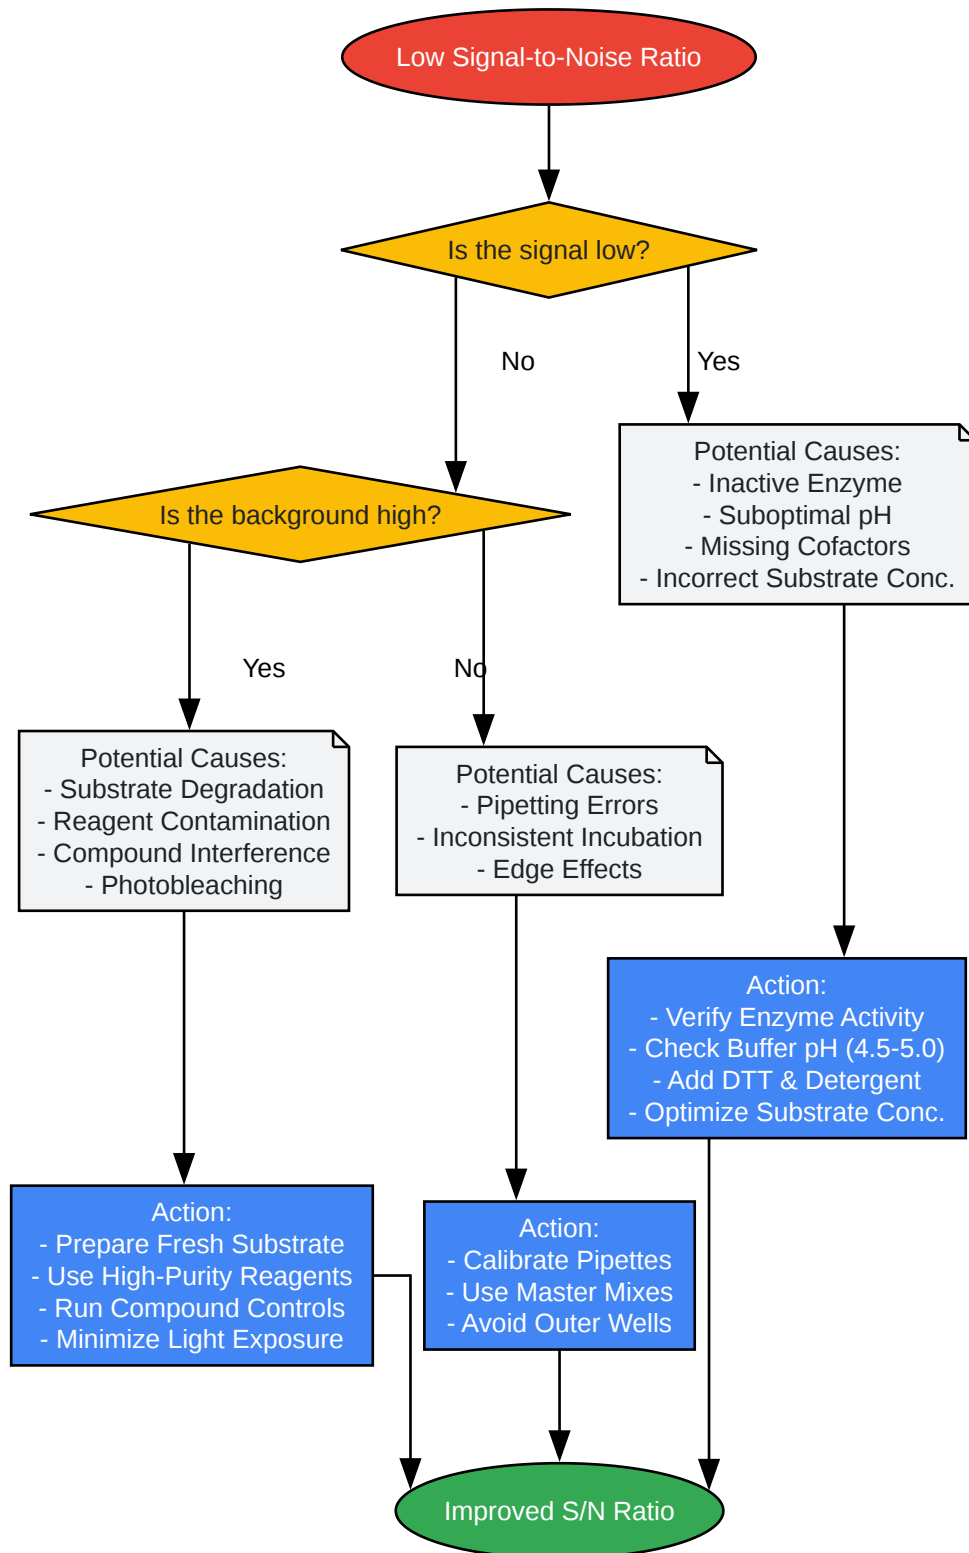 Low Signal-to-Noise Ratio
Is the signal low?
No
Yes
Potential Causes:
- Inactive Enzyme
- Suboptimal pH
- Missing Cofactors
- Incorrect Substrate Conc.
Is the background high?
Yes
No
Potential Causes:
- Substrate Degradation
- Reagent Contamination
- Compound Interference
- Photobleaching
Potential Causes:
- Pipetting Errors
- Inconsistent Incubation
- Edge Effects
Action:
- Verify Enzyme Activity
- Check Buffer pH (4.5-5.0)
- Add DTT & Detergent
- Optimize Substrate Conc.
Action:
- Prepare Fresh Substrate
- Use High-Purity Reagents
- Run Compound Controls
- Minimize Light Exposure
Action:
- Calibrate Pipettes
- Use Master Mixes
- Avoid Outer Wells
Improved S/N Ratio